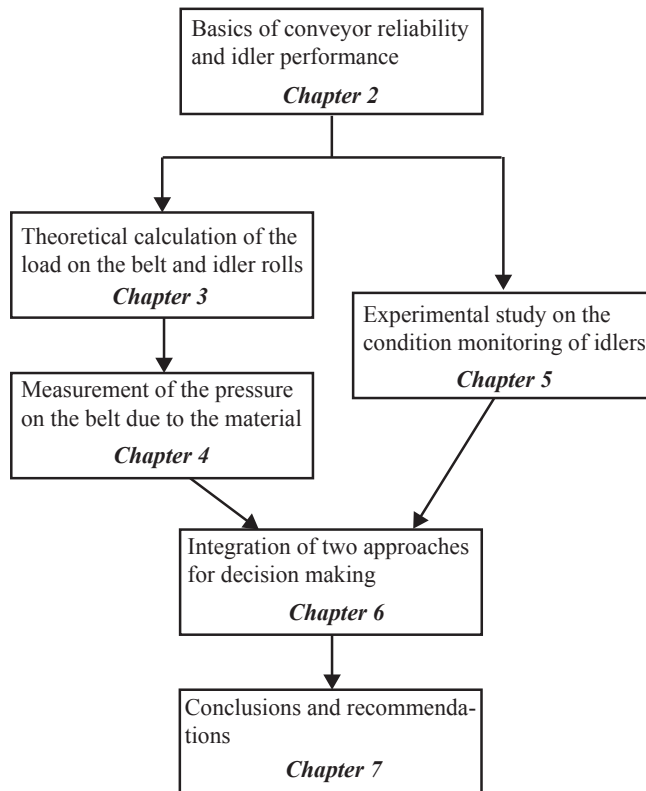 Basics of conveyor reliability
and idler performance
Chapter 2
Theoretical calculation of the
load on the belt and idler rolls
Chapter 3
Experimental study on the
condition monitoring of idlers
Chapter 5
Measurement of the pressure
on the belt due to the material
Chapter 4
Integration of two approaches
for decision making
Chapter 6
Conclusions and recommenda-
tions
Chapter 7